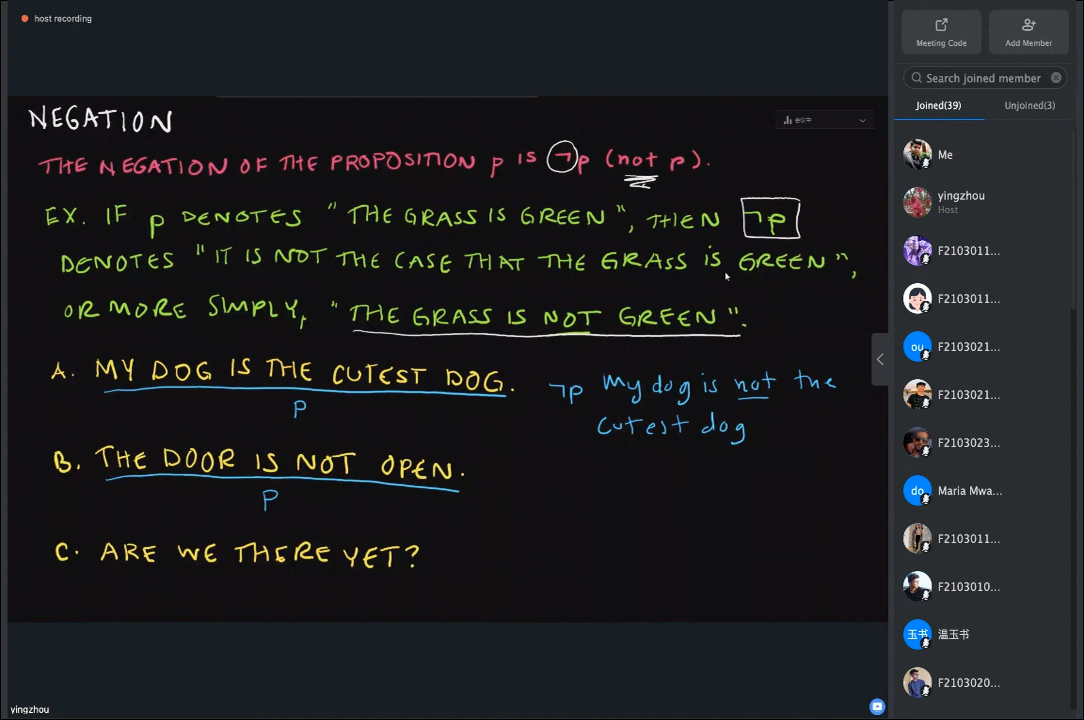 host recording
NEGATION
THE NEGATION OF THE PROPOSITION p IS ¬p (not p).
EX. IF p DENOTES "THE GRASS IS GREEN", THEN ¬p
DENOTES "IT IS NOT THE CASE THAT THE GRASS IS GREEN",
OR MORE SIMPLY, "THE GRASS IS NOT GREEN".
A. MY DOG IS THE CUTEST DOG.
P
¬p My dog is not the
cutest dog
B. THE DOOR IS NOT OPEN.
P
C. ARE WE THERE YET?
yingzhou
Meeting Code
Add Member
Search joined member
Joined(39)
Unjoined(3)
Me
yingzhou
Host
F2103011...
F2103011...
ou
F2103021...
F2103021...
F2103023...
do
Maria Mwa...
F2103011...
F2103010...
玉书
温玉书
F2103020...